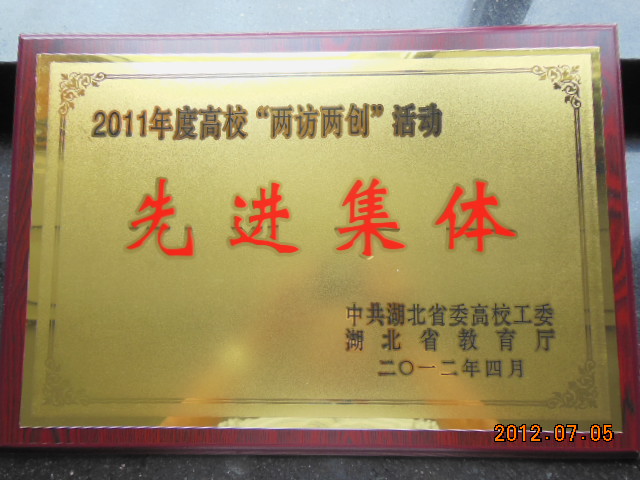 2011年度高校“两访两创”活动
先进集体
中共湖北省委高校工委
湖北省教育厅
二〇一二年四月
2012.07.05